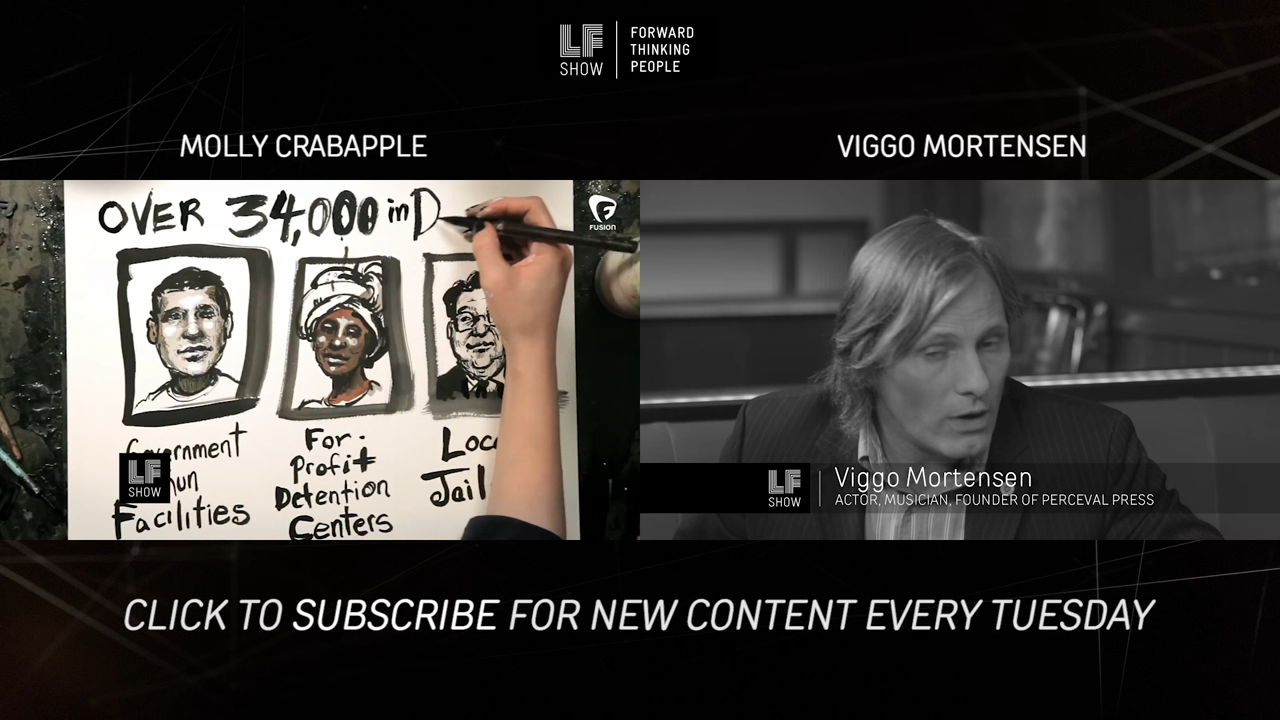 LF
SHOW
FORWARD
THINKING
PEOPLE
MOLLY CRABAPPLE
VIGGO MORTENSEN
OVER 34,000 in D
FUSION
Government
Run
Facilities
For-
Profit
Detention
Centers
Loc
Jail
LF
SHOW
LF
SHOW
Viggo Mortensen
ACTOR, MUSICIAN, FOUNDER OF PERCEVAL PRESS
CLICK TO SUBSCRIBE FOR NEW CONTENT EVERY TUESDAY